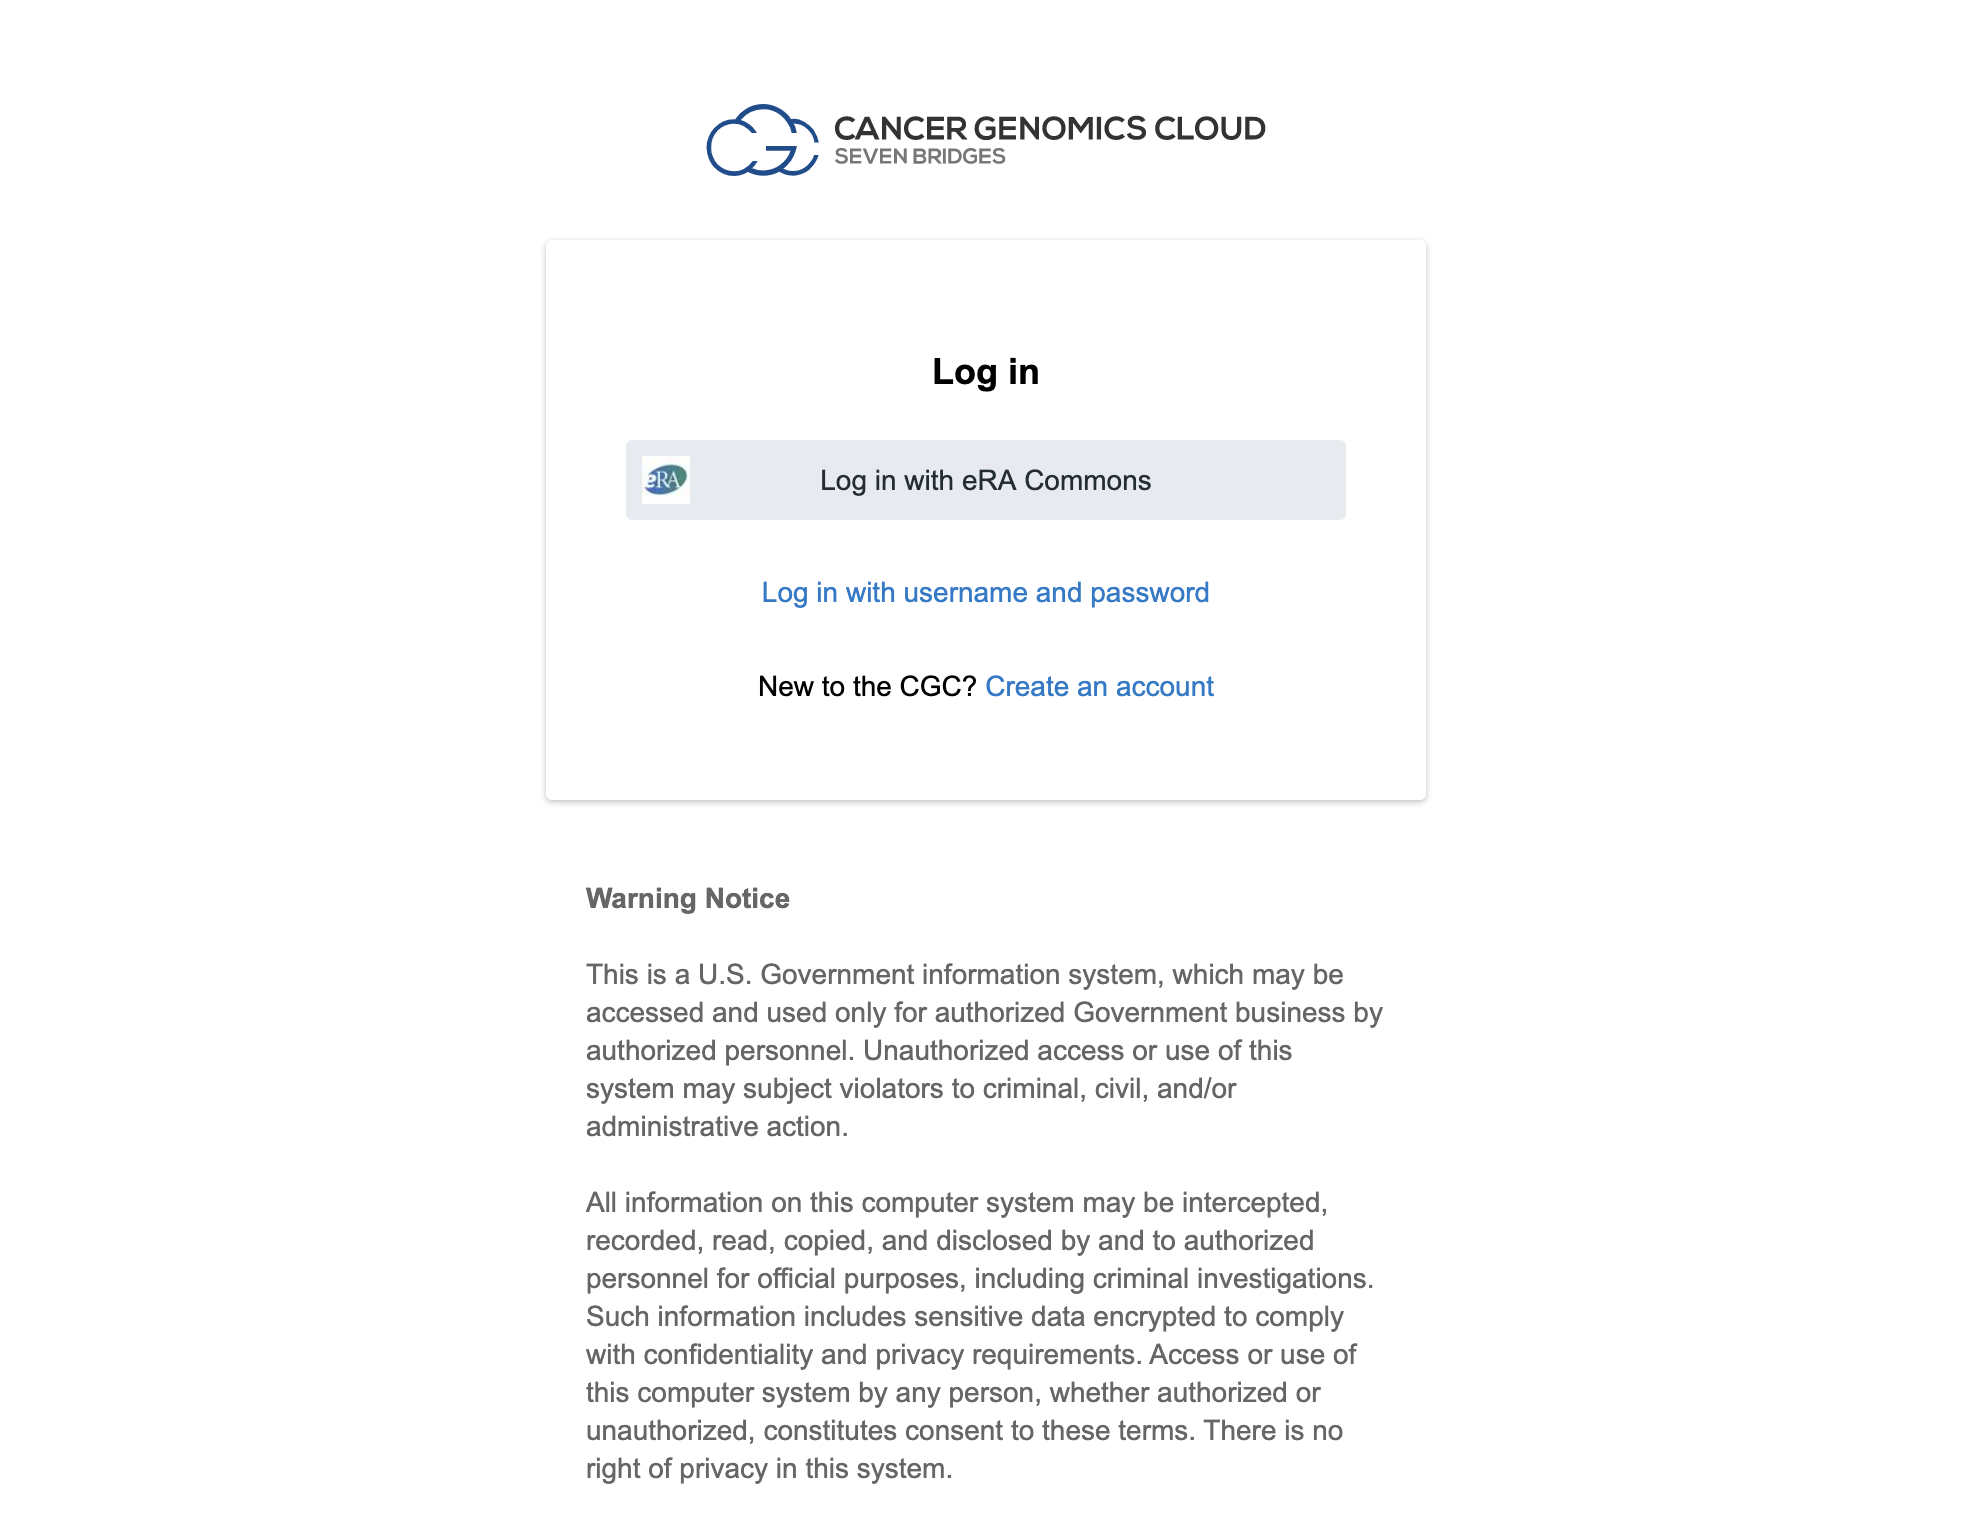 CANCER GENOMICS CLOUD
SEVEN BRIDGES
Log in
eRA
Log in with eRA Commons
Log in with username and password
New to the CGC? Create an account
Warning Notice
This is a U.S. Government information system, which may be
accessed and used only for authorized Government business by
authorized personnel. Unauthorized access or use of this
system may subject violators to criminal, civil, and/or
administrative action.
All information on this computer system may be intercepted,
recorded, read, copied, and disclosed by and to authorized
personnel for official purposes, including criminal investigations.
Such information includes sensitive data encrypted to comply
with confidentiality and privacy requirements. Access or use of
this computer system by any person, whether authorized or
unauthorized, constitutes consent to these terms. There is no
right of privacy in this system.